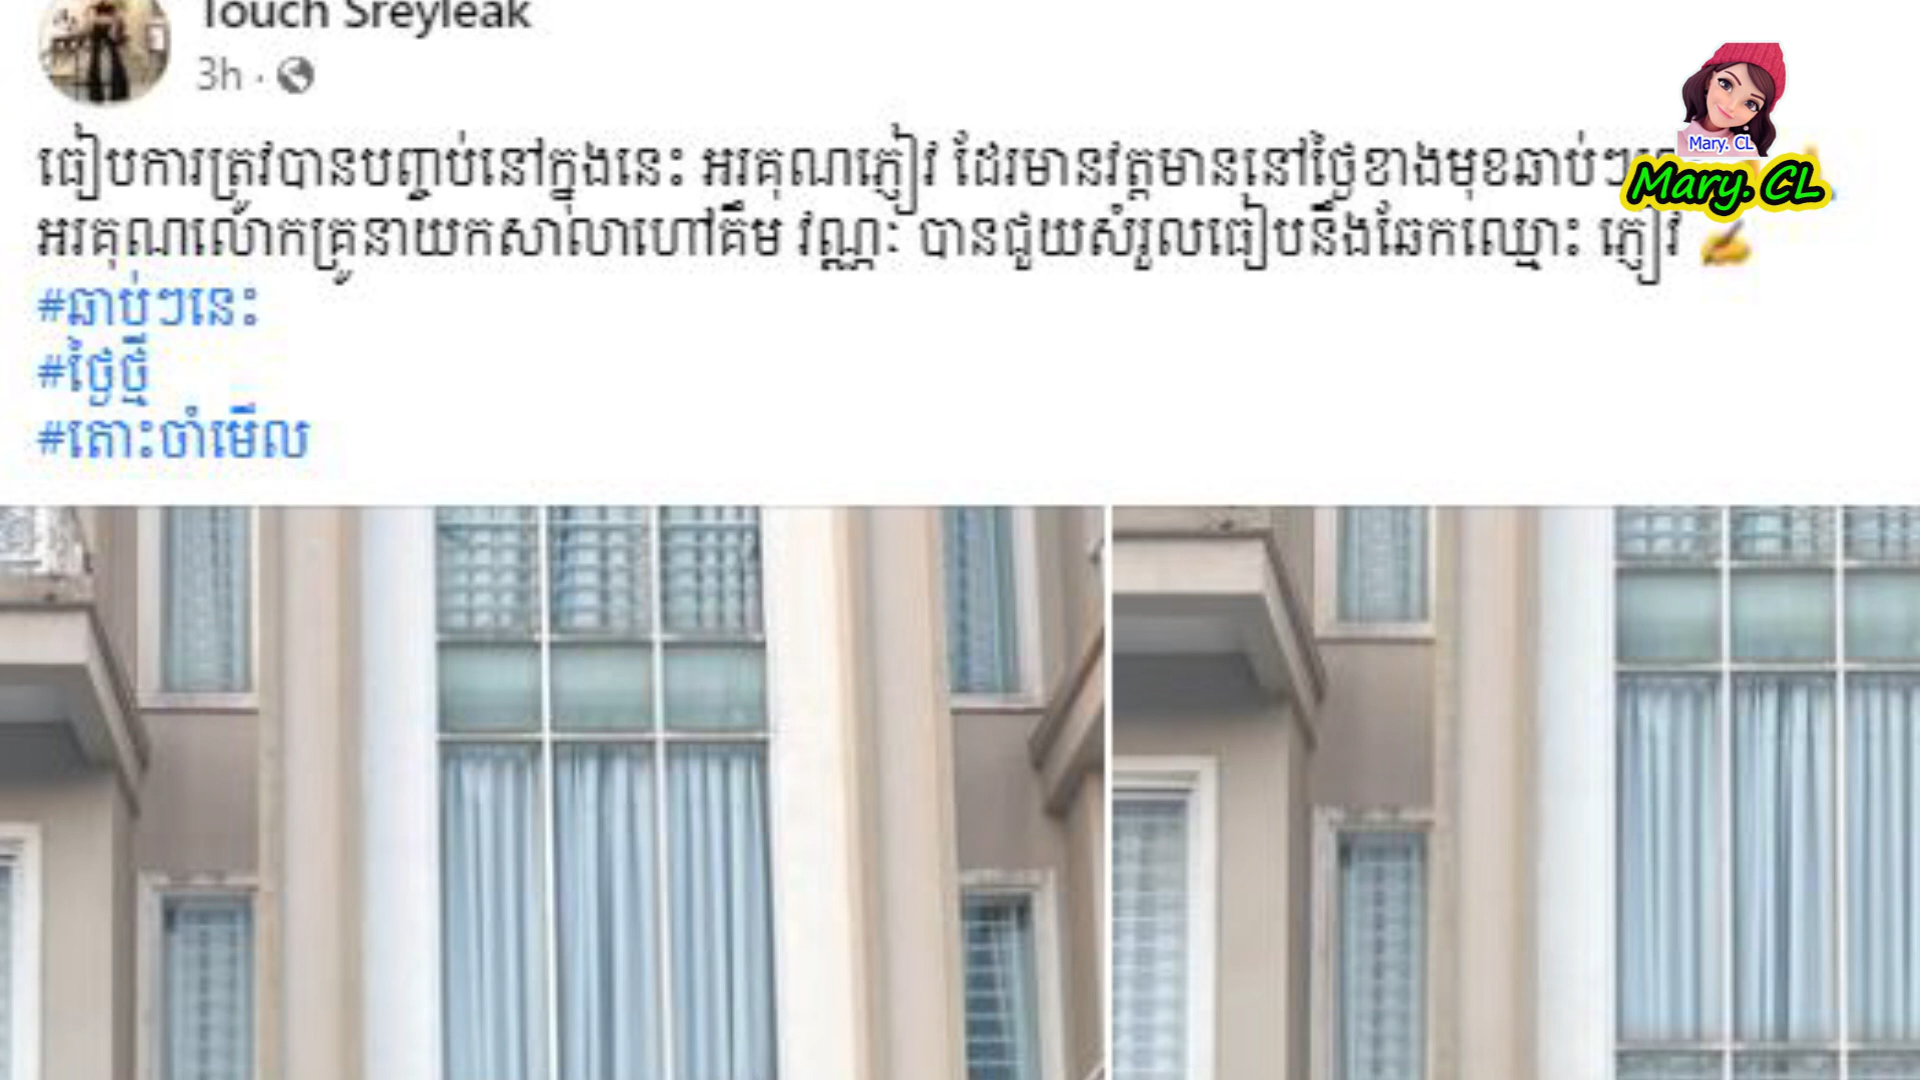 Touch Sreyleak
3h ·
Mary. CL
Mary. CL
ធៀបការត្រូវបានបញ្ចប់នៅក្នុងនេះ អរគុណភ្ញៀវ ដែរមានវត្តមាននៅថ្ងៃខាងមុខឆាប់ៗ
អរគុណលោកគ្រូនាយកសាលាហៅគឹម វណ្ណៈ បានជួយសំរួលធៀបនឹងឆែកឈ្មោះ ភ្ញៀវ ✍
#ឆាប់ៗនេះ
#ថ្ងៃថ្មី
#តោះចាំមើល